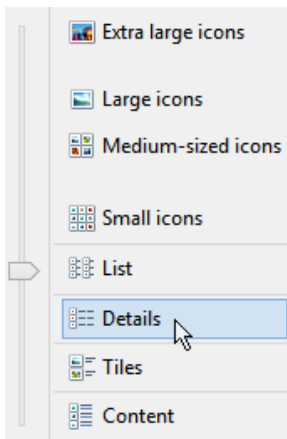 Extra large icons
Large icons
Medium-sized icons
Small icons
List
Details
Tiles
Content